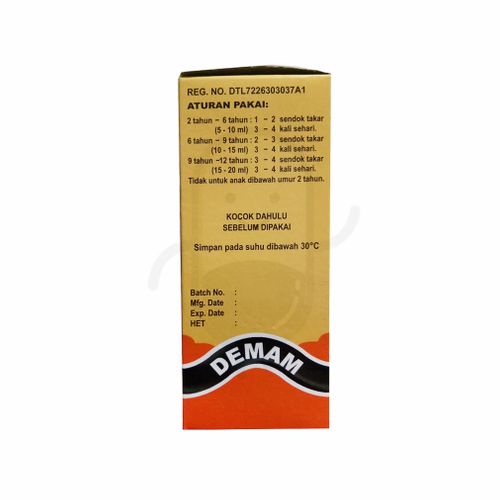 REG. NO. DTL7226303037A1
ATURAN PAKAI:
2 tahun – 6 tahun : 1 – 2 sendok takar
(5 - 10 ml) 3 – 4 kali sehari.
6 tahun – 9 tahun : 2 – 3 sendok takar
(10 - 15 ml) 3 – 4 kali sehari.
9 tahun –12 tahun : 3 – 4 sendok takar
(15 - 20 ml) 3 – 4 kali sehari.
Tidak untuk anak dibawah umur 2 tahun.
KOCOK DAHULU
SEBELUM DIPAKAI
Simpan pada suhu dibawah 30°C
Batch No. :
Mfg. Date :
Exp. Date :
HET :
DEMAM